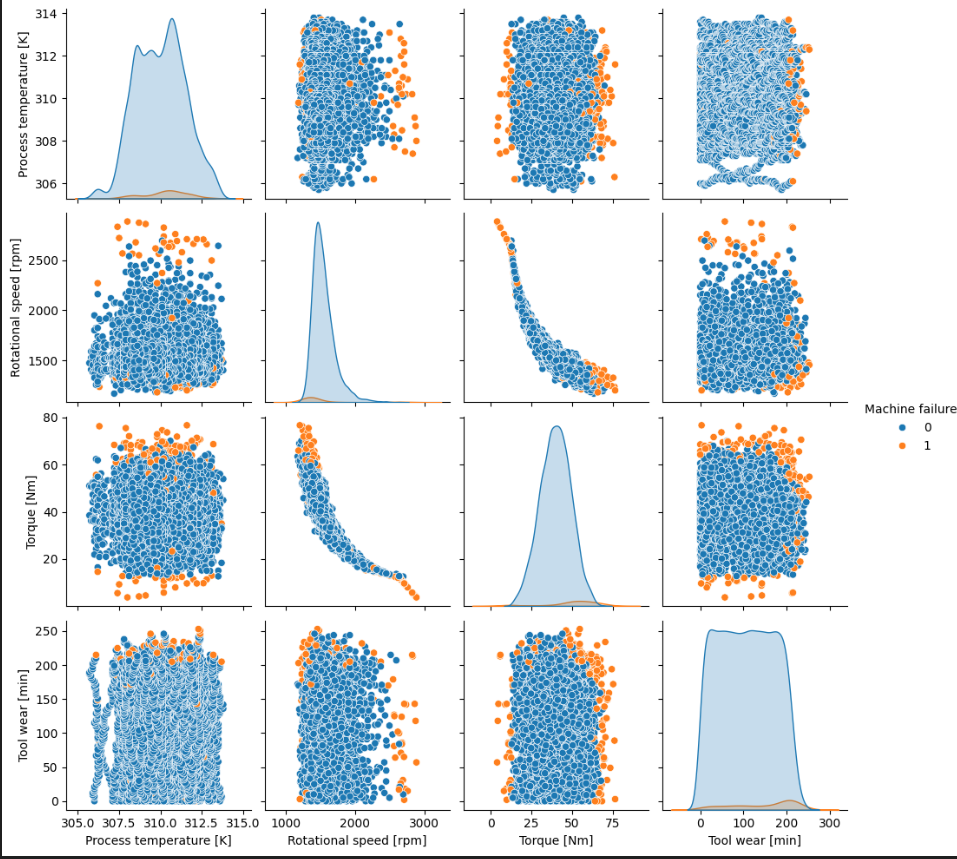 314
312
310
308
306
Process temperature [K]
2500
2000
1500
Rotational speed [rpm]
80
60
40
20
Torque [Nm]
250
200
150
100
50
0
Tool wear [min]
305.0 307.5 310.0 312.5 315.0
Process temperature [K]
1000 2000 3000
Rotational speed [rpm]
0 25 50 75
Torque [Nm]
0 100 200 300
Tool wear [min]
Machine failure
0
1